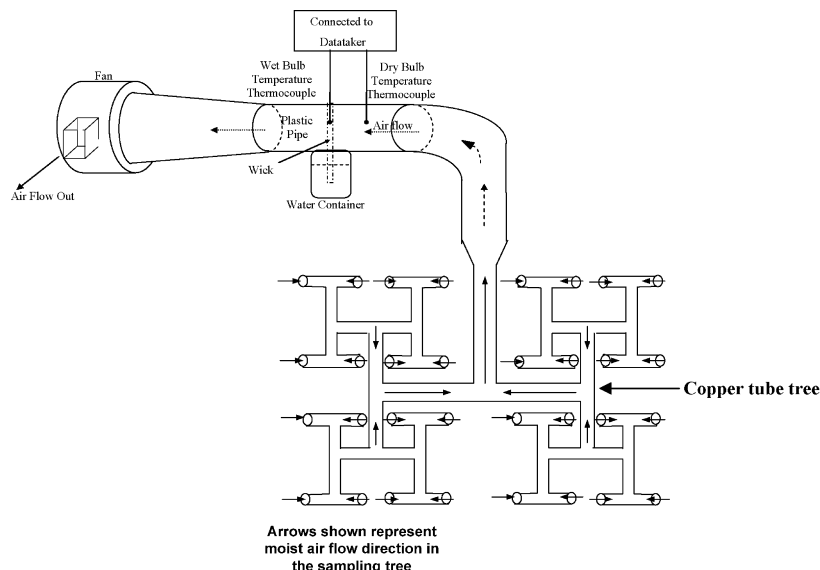 Connected to
Datataker
Fan
Wet Bulb
Temperature
Thermocouple
Dry Bulb
Temperature
Thermocouple
Plastic
Pipe
Air flow
Wick
Air Flow Out
Water Container
Copper tube tree
Arrows shown represent
moist air flow direction in
the sampling tree